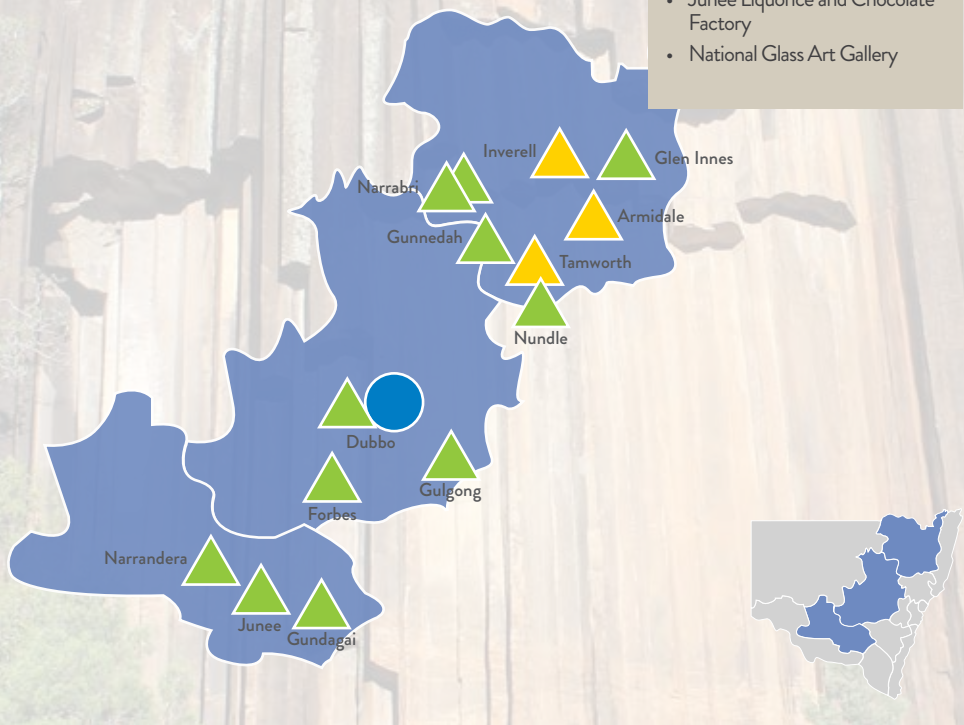 • Junee Liquorice and Chocolate
Factory
• National Glass Art Gallery
Inverell
Glen Innes
Narrabri
Armidale
Gunnedah
Tamworth
Nundle
Dubbo
Gulgong
Forbes
Narrandera
Junee
Gundagai